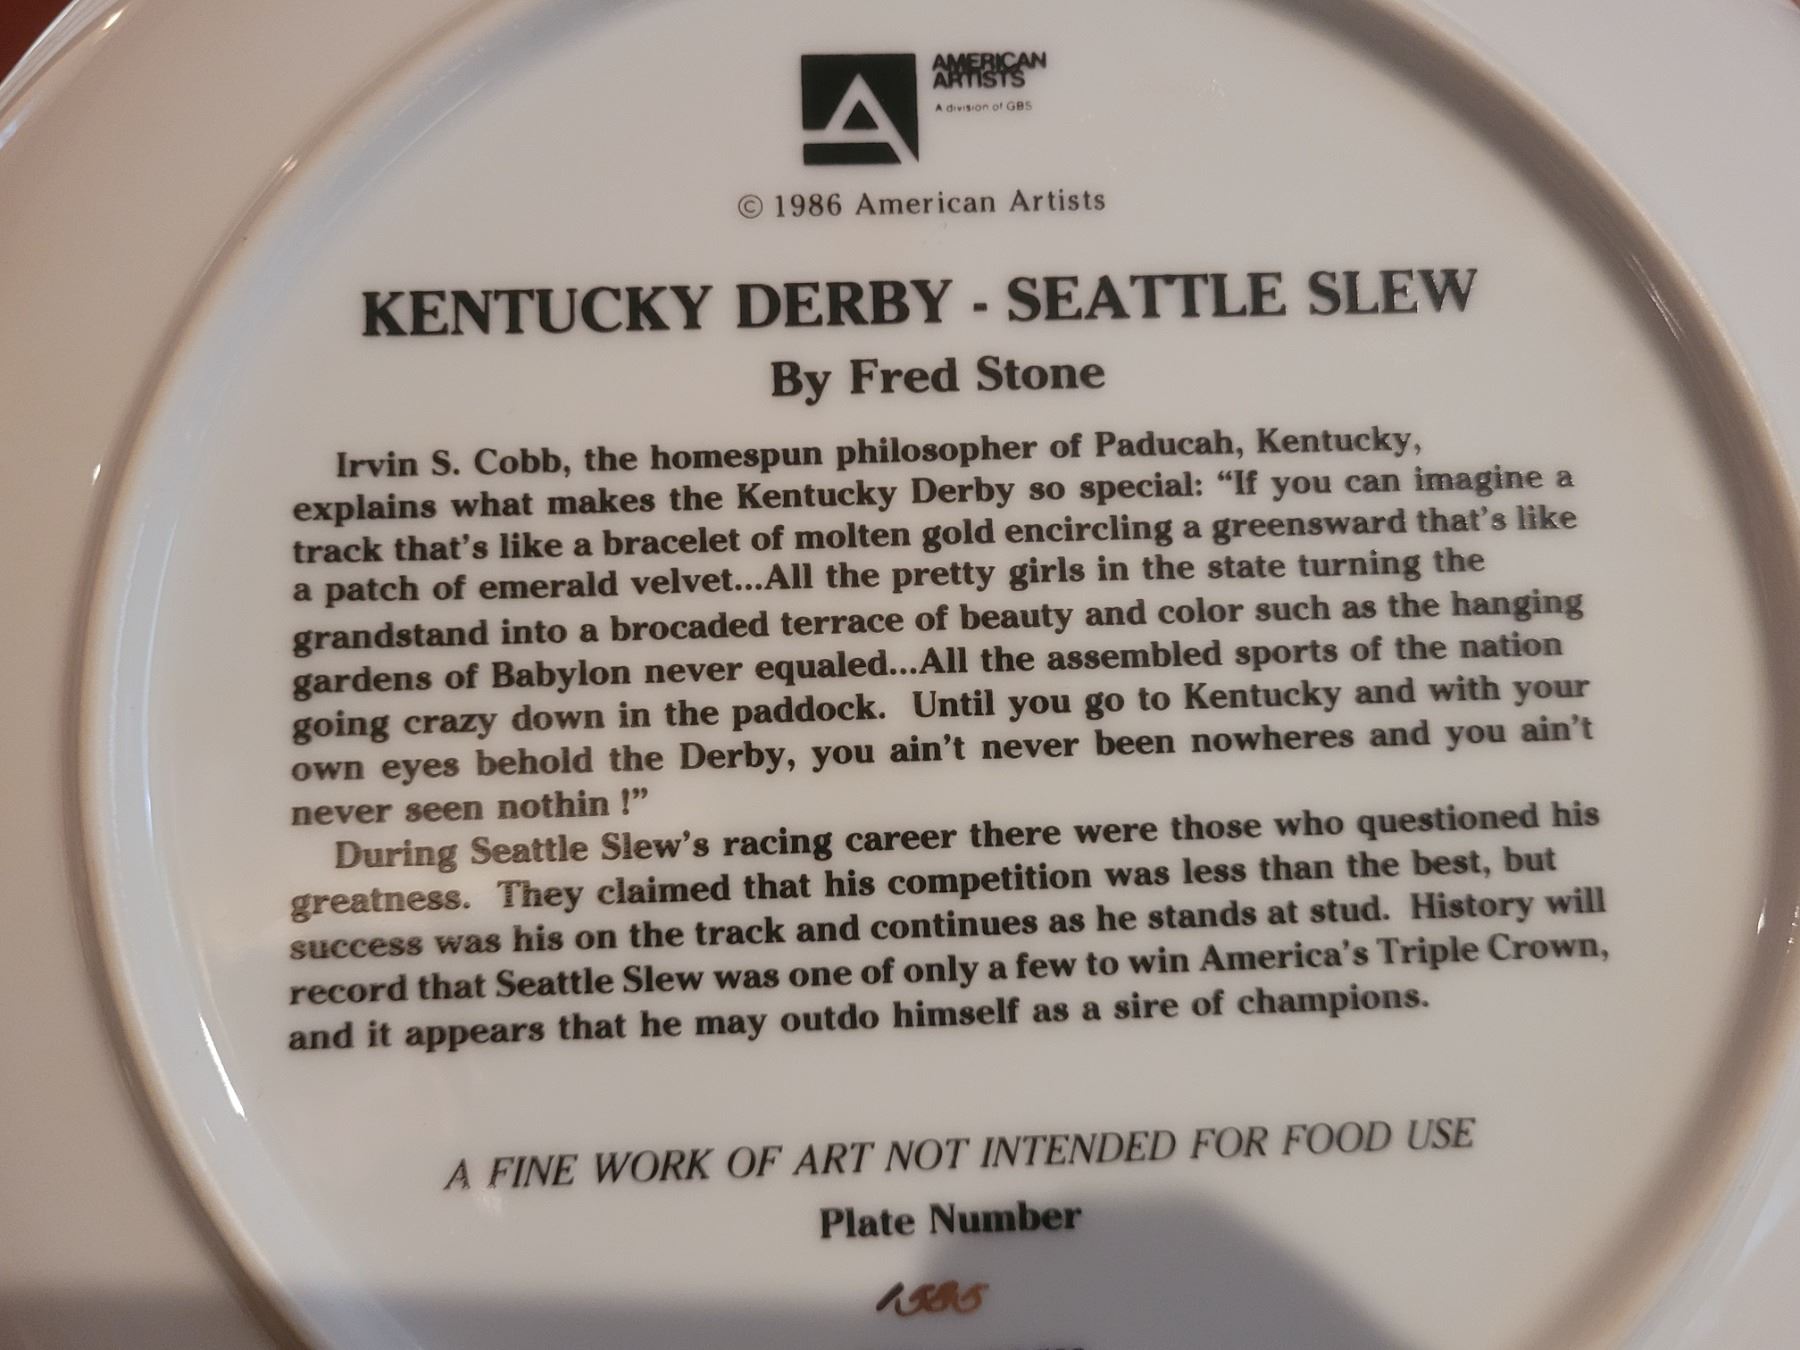 AMERICAN
ARTISTS
A division of GBS
© 1986 American Artists
KENTUCKY DERBY - SEATTLE SLEW
By Fred Stone
Irvin S. Cobb, the homespun philosopher of Paducah, Kentucky,
explains what makes the Kentucky Derby so special: “If you can imagine a
track that’s like a bracelet of molten gold encircling a greensward that’s like
a patch of emerald velvet...All the pretty girls in the state turning the
grandstand into a brocaded terrace of beauty and color such as the hanging
gardens of Babylon never equaled...All the assembled sports of the nation
going crazy down in the paddock. Until you go to Kentucky and with your
own eyes behold the Derby, you ain’t never been nowheres and you ain’t
never seen nothin !”
During Seattle Slew’s racing career there were those who questioned his
greatness. They claimed that his competition was less than the best, but
success was his on the track and continues as he stands at stud. History will
record that Seattle Slew was one of only a few to win America’s Triple Crown,
and it appears that he may outdo himself as a sire of champions.
A FINE WORK OF ART NOT INTENDED FOR FOOD USE
Plate Number